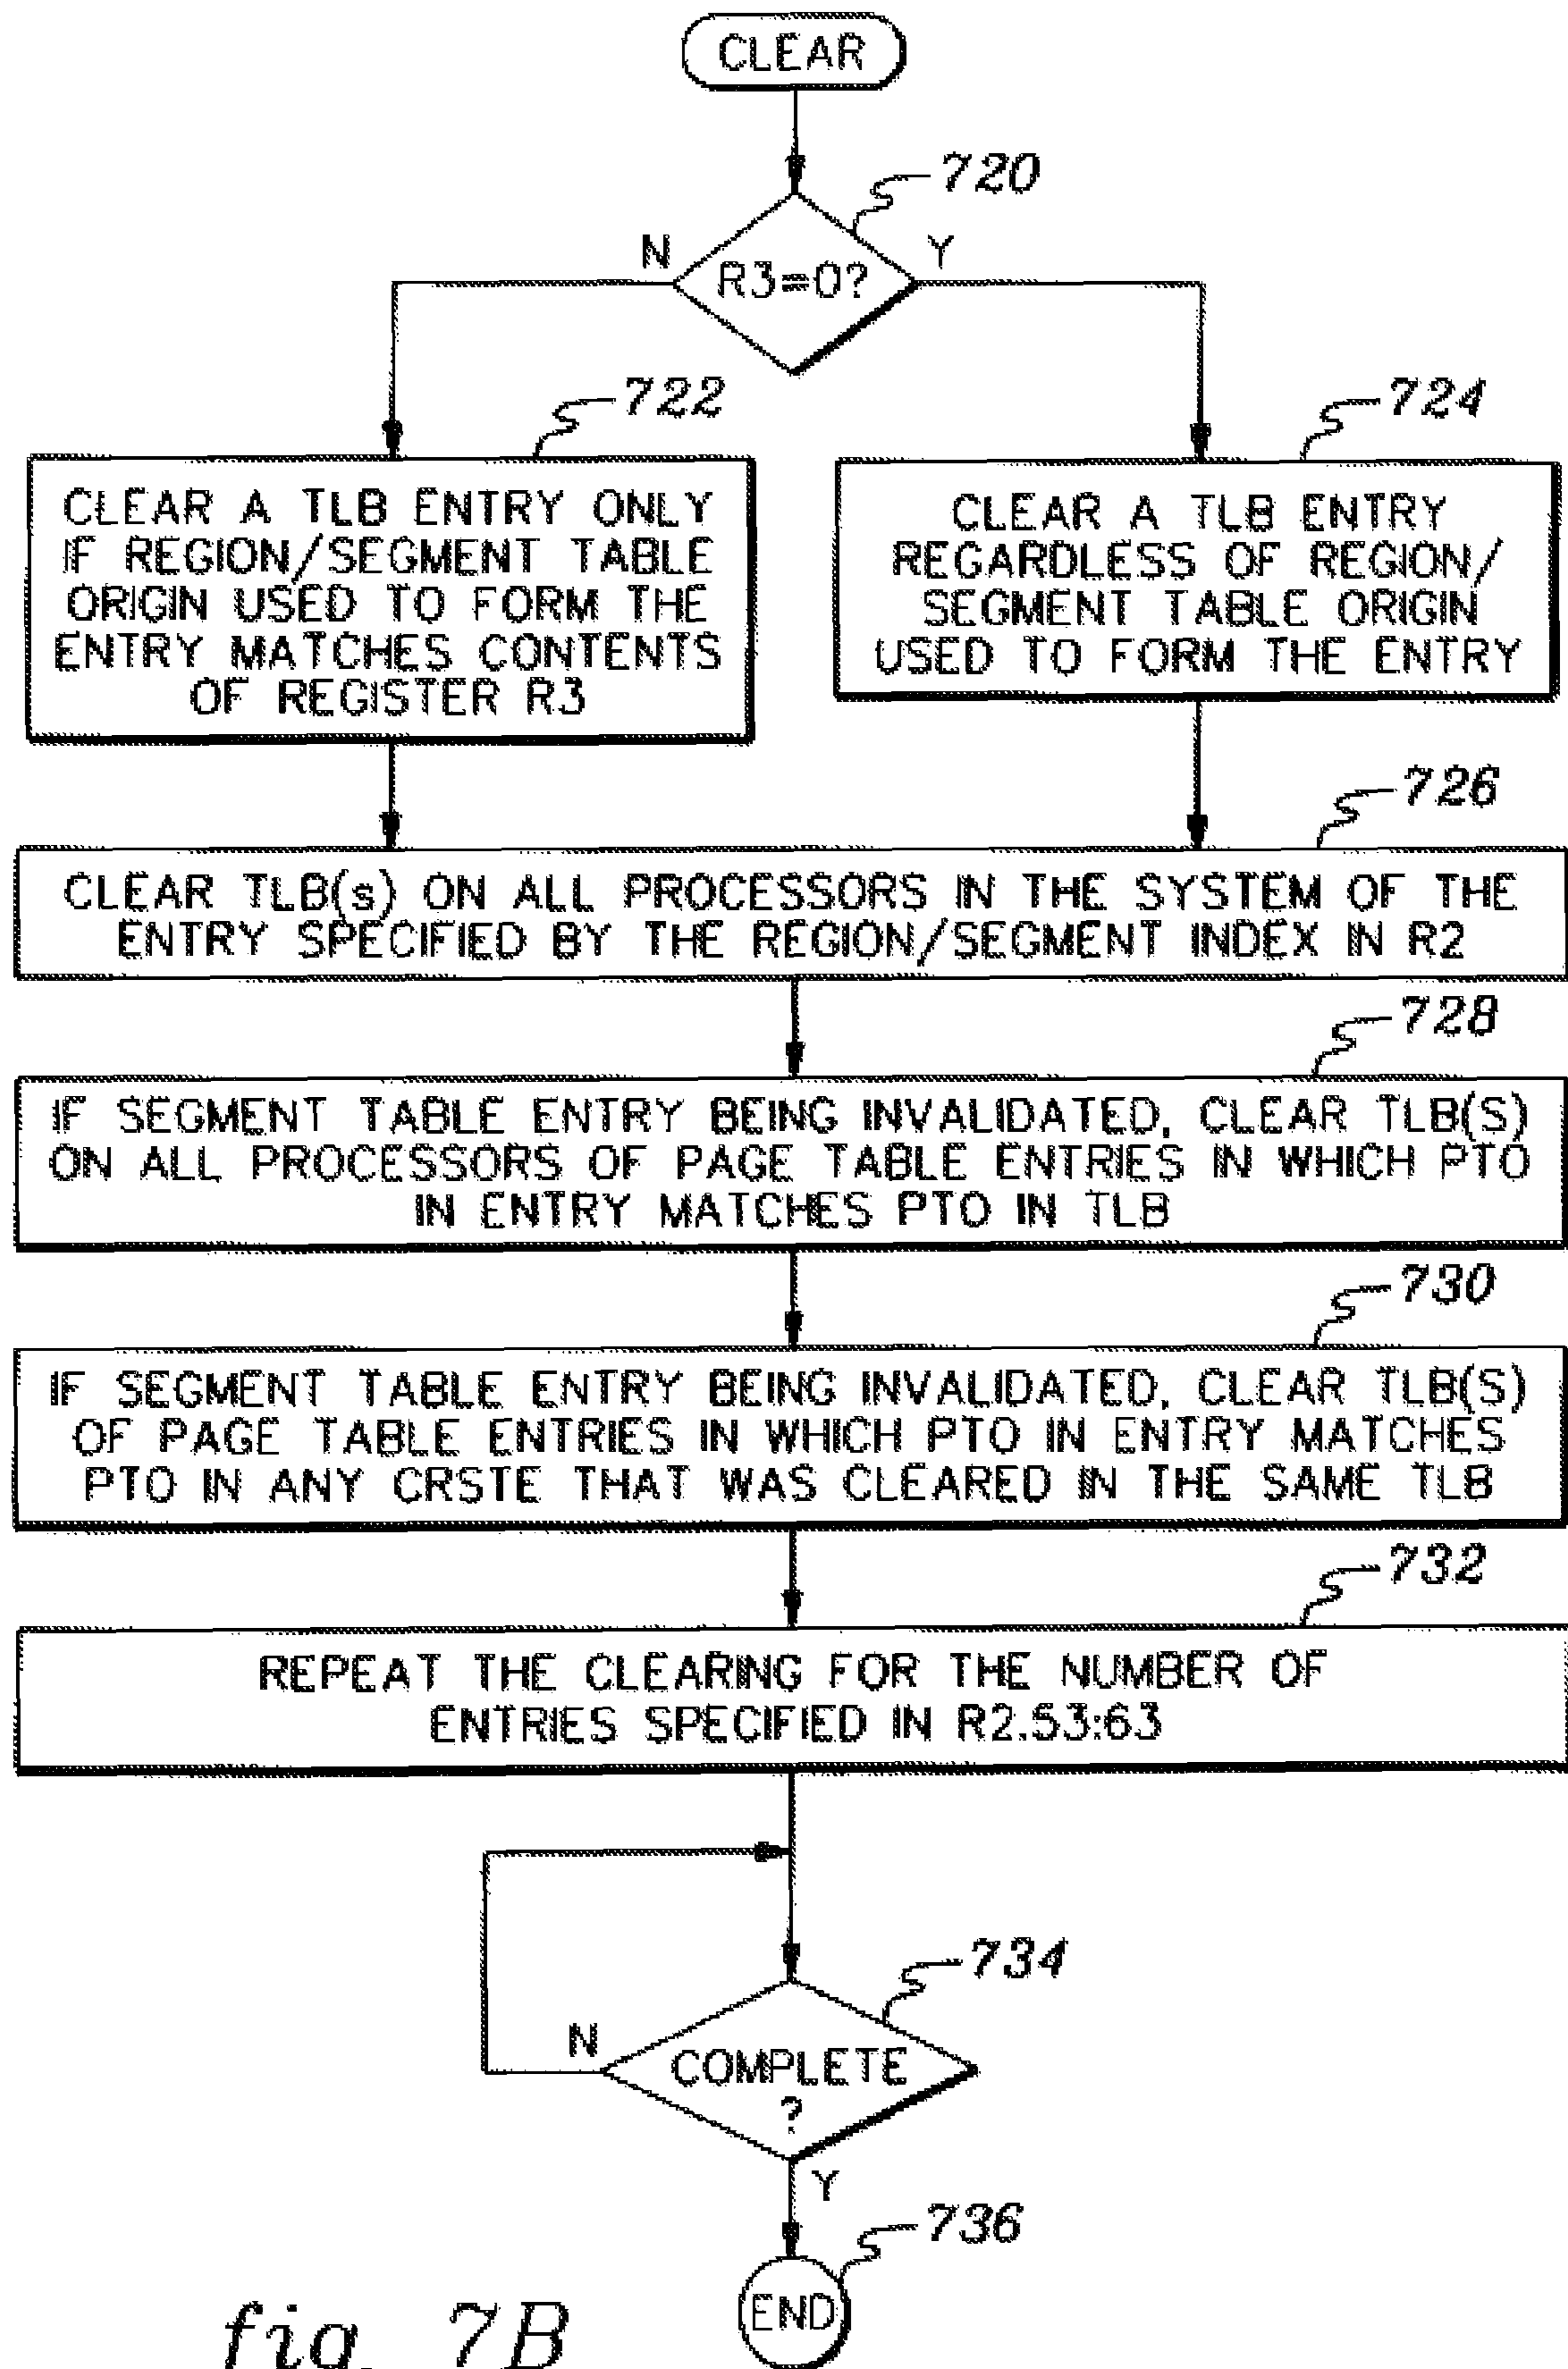 CLEAR
720
N
R3=0?
Y
722
CLEAR A TLB ENTRY ONLY
IF REGION/SEGMENT TABLE
ORIGIN USED TO FORM THE
ENTRY MATCHES CONTENTS
OF REGISTER R3
724
CLEAR A TLB ENTRY
REGARDLESS OF REGION/
SEGMENT TABLE ORIGIN
USED TO FORM THE ENTRY
726
CLEAR TLB(s) ON ALL PROCESSORS IN THE SYSTEM OF THE
ENTRY SPECIFIED BY THE REGION/SEGMENT INDEX IN R2
728
IF SEGMENT TABLE ENTRY BEING INVALIDATED, CLEAR TLB(S)
ON ALL PROCESSORS OF PAGE TABLE ENTRIES IN WHICH PTO
IN ENTRY MATCHES PTO IN TLB
730
IF SEGMENT TABLE ENTRY BEING INVALIDATED, CLEAR TLB(S)
OF PAGE TABLE ENTRIES IN WHICH PTO IN ENTRY MATCHES
PTO IN ANY CRSTE THAT WAS CLEARED IN THE SAME TLB
732
REPEAT THE CLEARING FOR THE NUMBER OF
ENTRIES SPECIFIED IN R2.53:63
734
N
COMPLETE
?
Y
736
END
fig. 7B